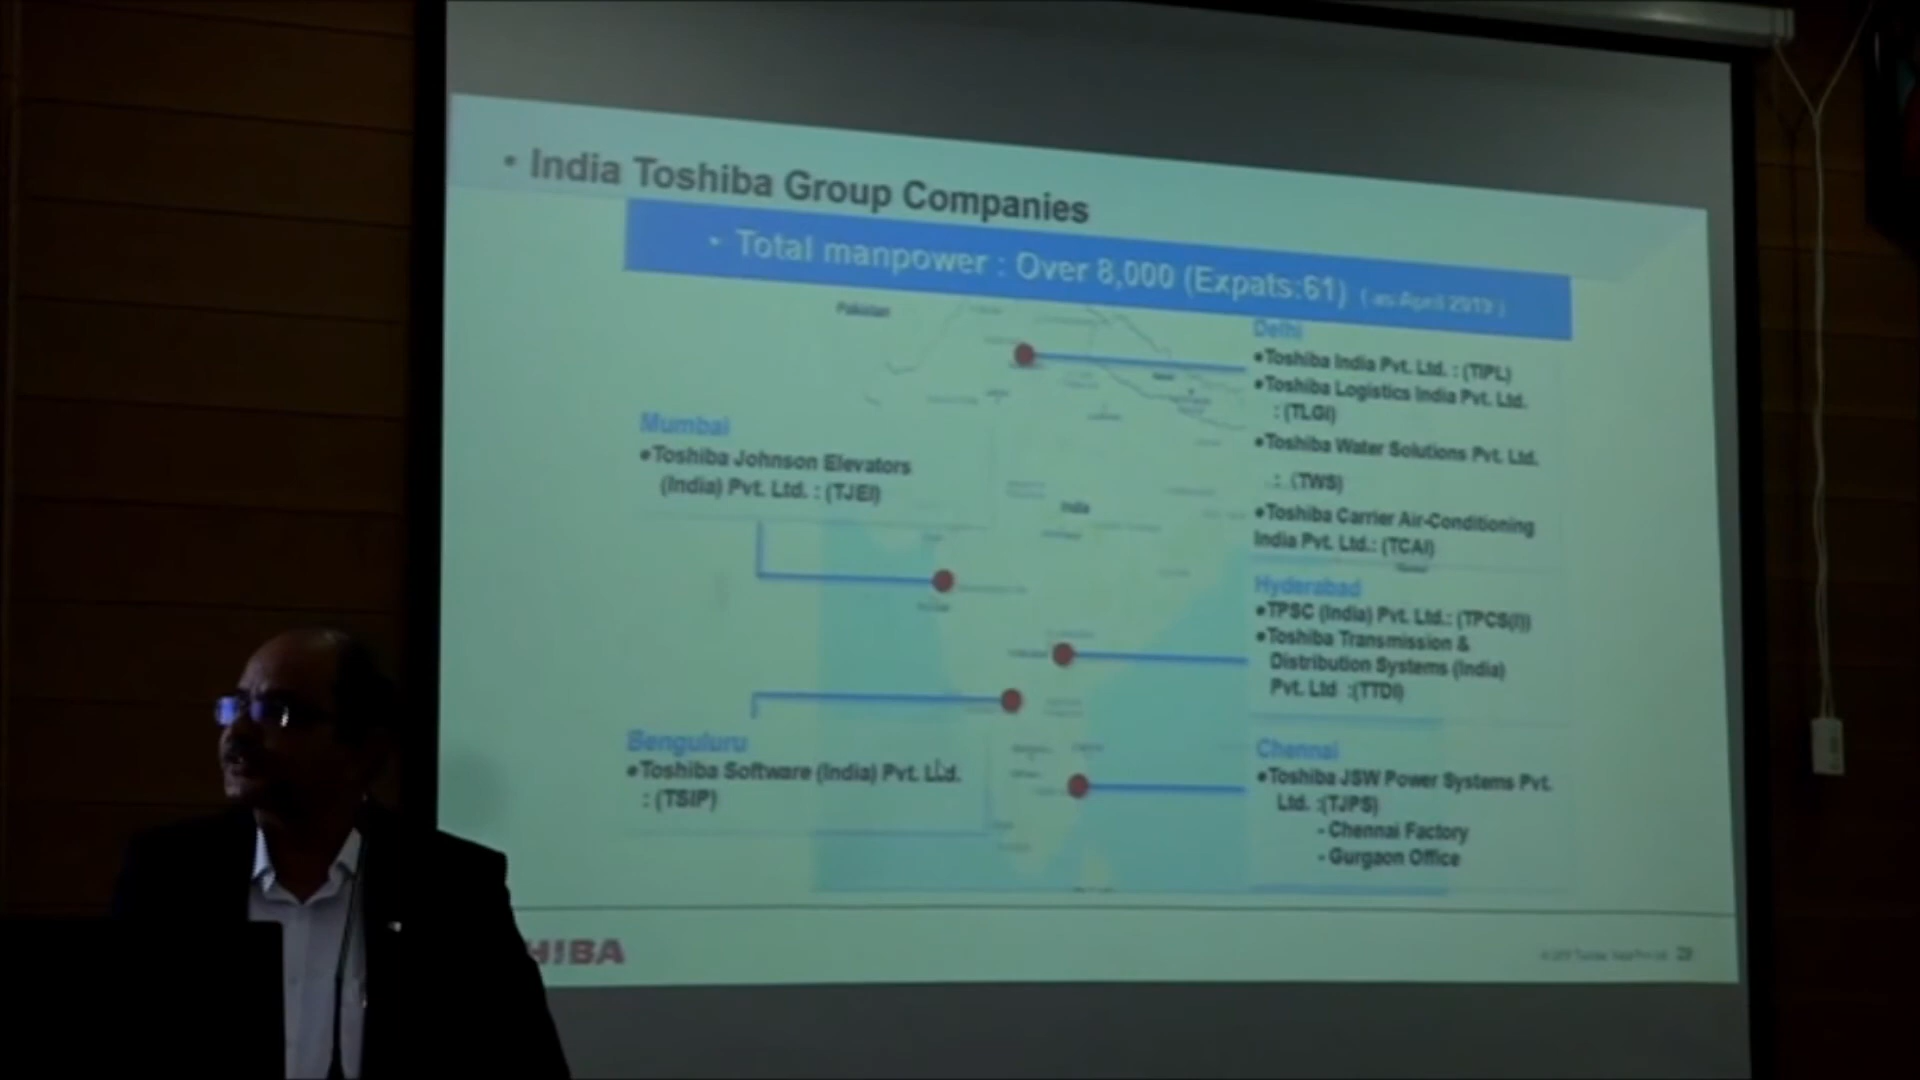 • India Toshiba Group Companies
• Total manpower : Over 8,000 (Expats:61) ( as April 2019 )
Pakistan
India
Mumbai
•Toshiba Johnson Elevators
(India) Pvt. Ltd. : (TJEI)
Benguluru
•Toshiba Software (India) Pvt. Ltd.
: (TSIP)
Delhi
•Toshiba India Pvt. Ltd. : (TIPL)
•Toshiba Logistics India Pvt. Ltd.
: (TLGI)
•Toshiba Water Solutions Pvt. Ltd.
: (TWS)
•Toshiba Carrier Air-Conditioning
India Pvt. Ltd.: (TCAI)
Hyderabad
•TPSC (India) Pvt. Ltd.: (TPCS(I))
•Toshiba Transmission &
Distribution Systems (India)
Pvt. Ltd :(TTDI)
Chennai
•Toshiba JSW Power Systems Pvt.
Ltd. :(TJPS)
- Chennai Factory
- Gurgaon Office
HIBA